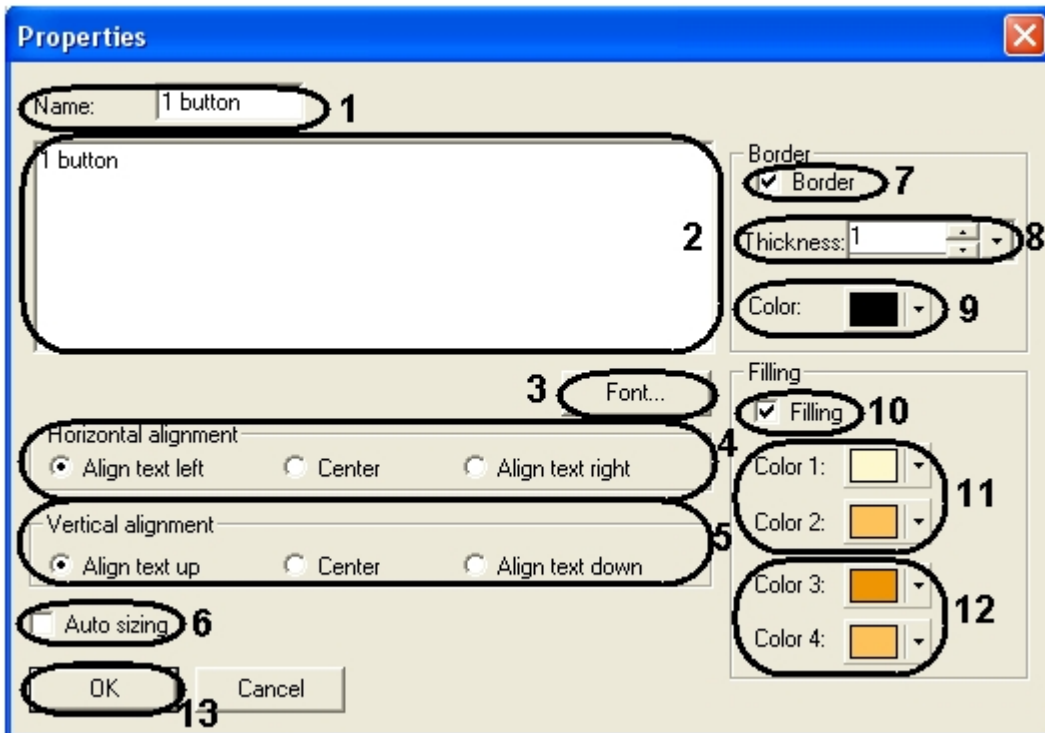 Properties
Name: 1 button 1
1 button
2
Border
Border 7
Thickness: 1 8
Color: 9
3 Font...
Filling
Filling 10
Horizontal alignment 4
Align text left Center Align text right
Color 1:
11
Color 2:
Vertical alignment 5
Align text up Center Align text down
Color 3:
12
Color 4:
Auto sizing 6
OK Cancel
13